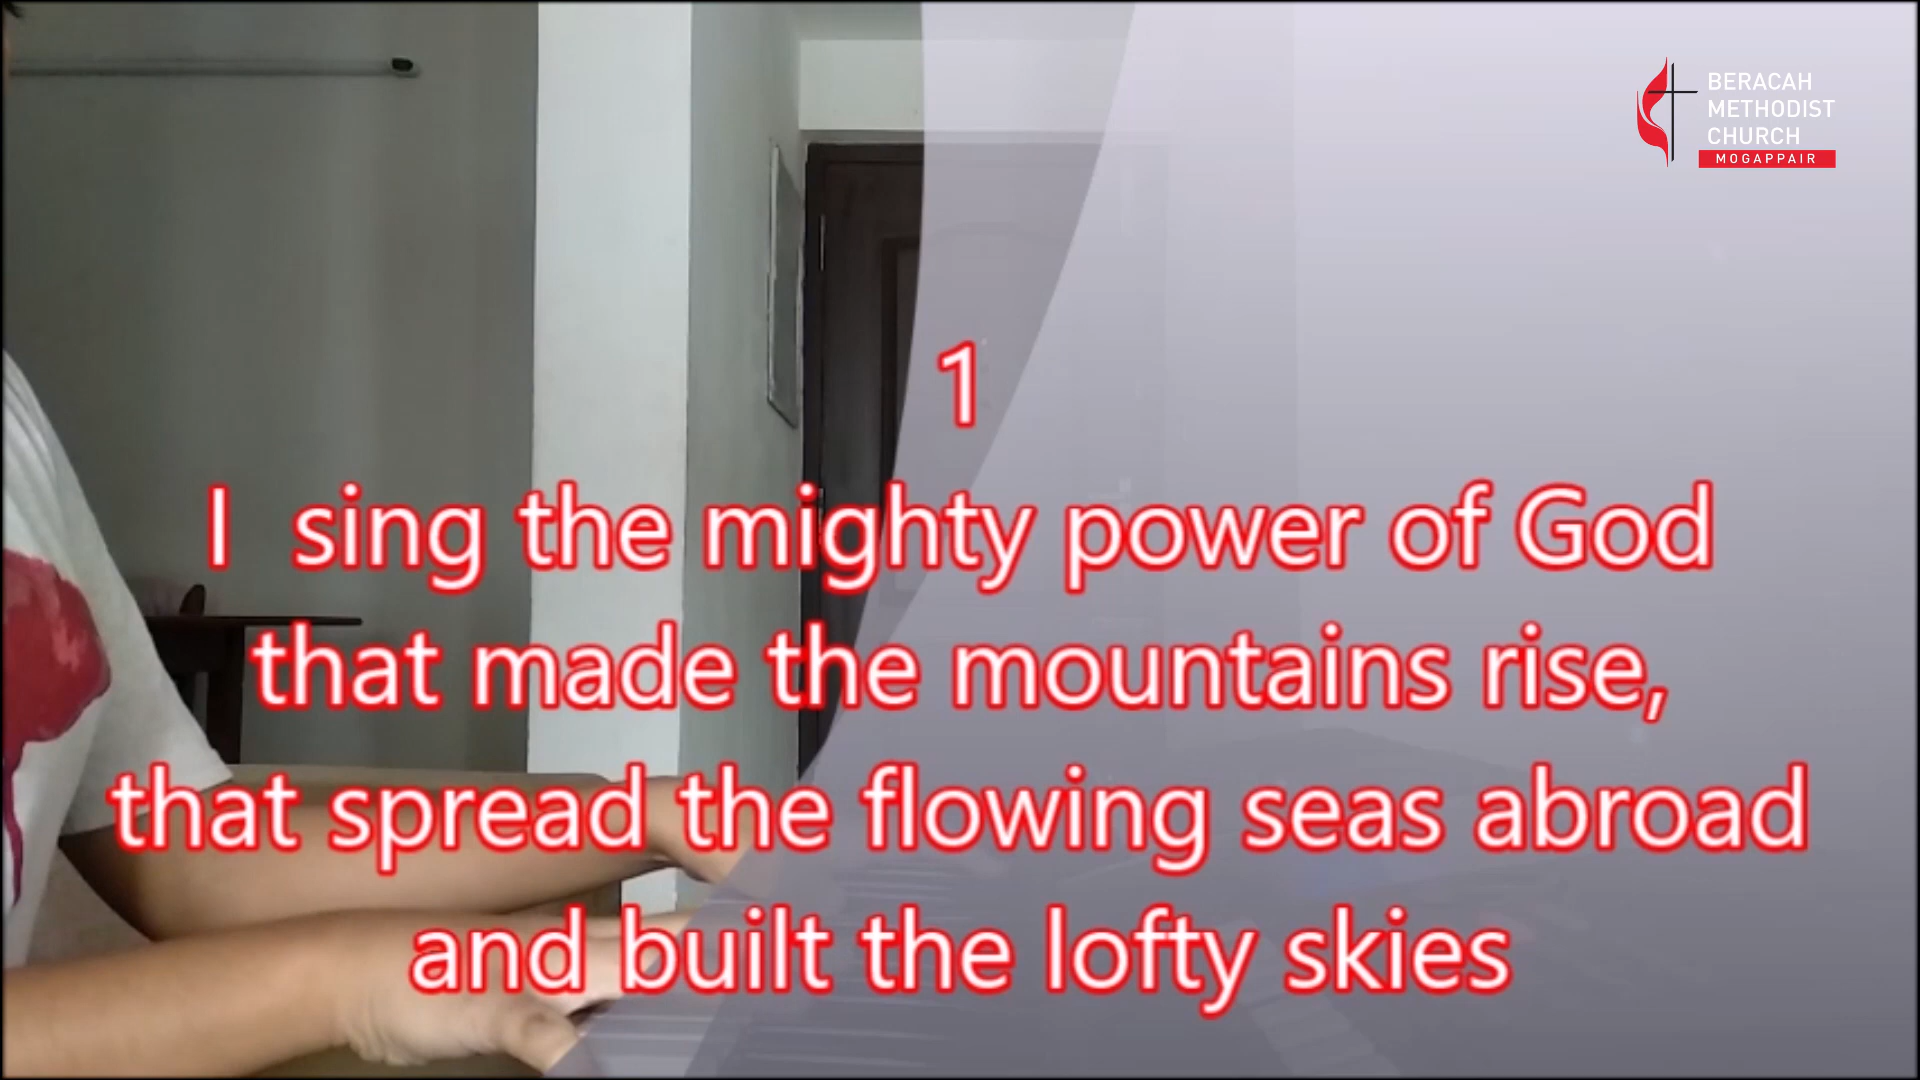 BERACAH
METHODIST
CHURCH
MOGAPPAIR
1
I sing the mighty power of God
that made the mountains rise,
that spread the flowing seas abroad
and built the lofty skies